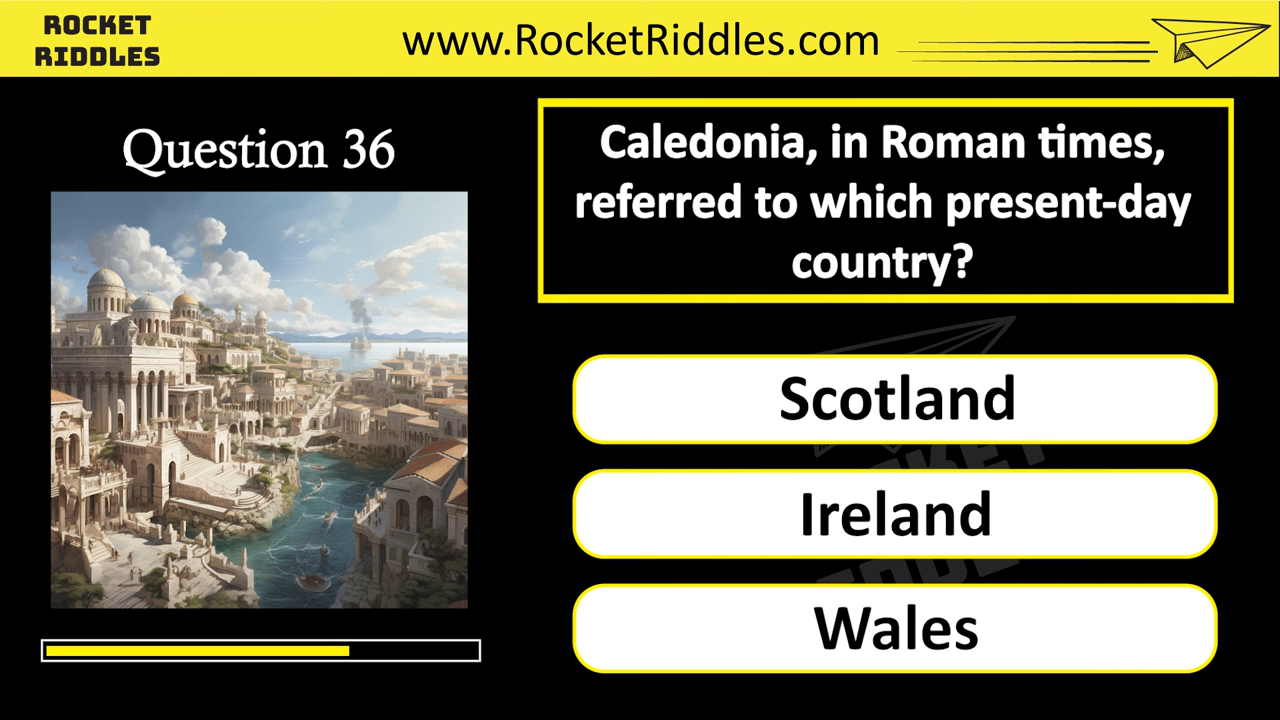 ROCKET
RIDDLES
www.RocketRiddles.com
Question 36
Caledonia, in Roman times,
referred to which present-day
country?
Scotland
Ireland
Wales